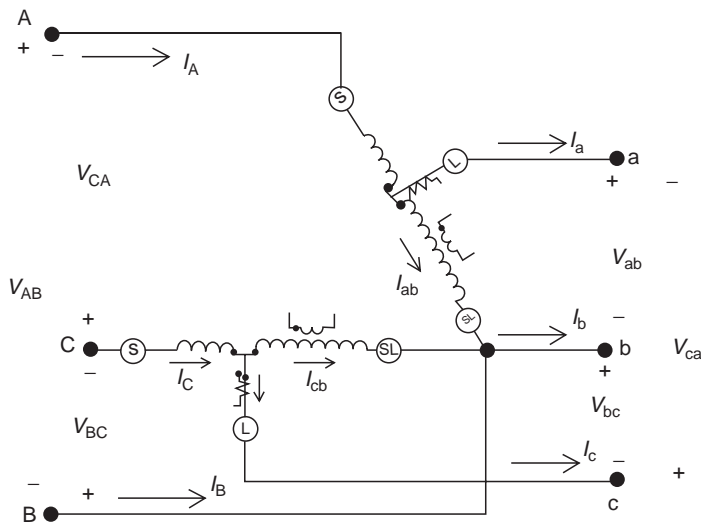 A
+
–
I_A
S
I_a
L
a
+
–
V_CA
V_ab
I_ab
V_AB
SL
I_b
–
+
C
S
SL
b
V_ca
–
I_C
I_cb
+
V_bc
V_BC
L
I_c
–
+
–
+
I_B
B
c